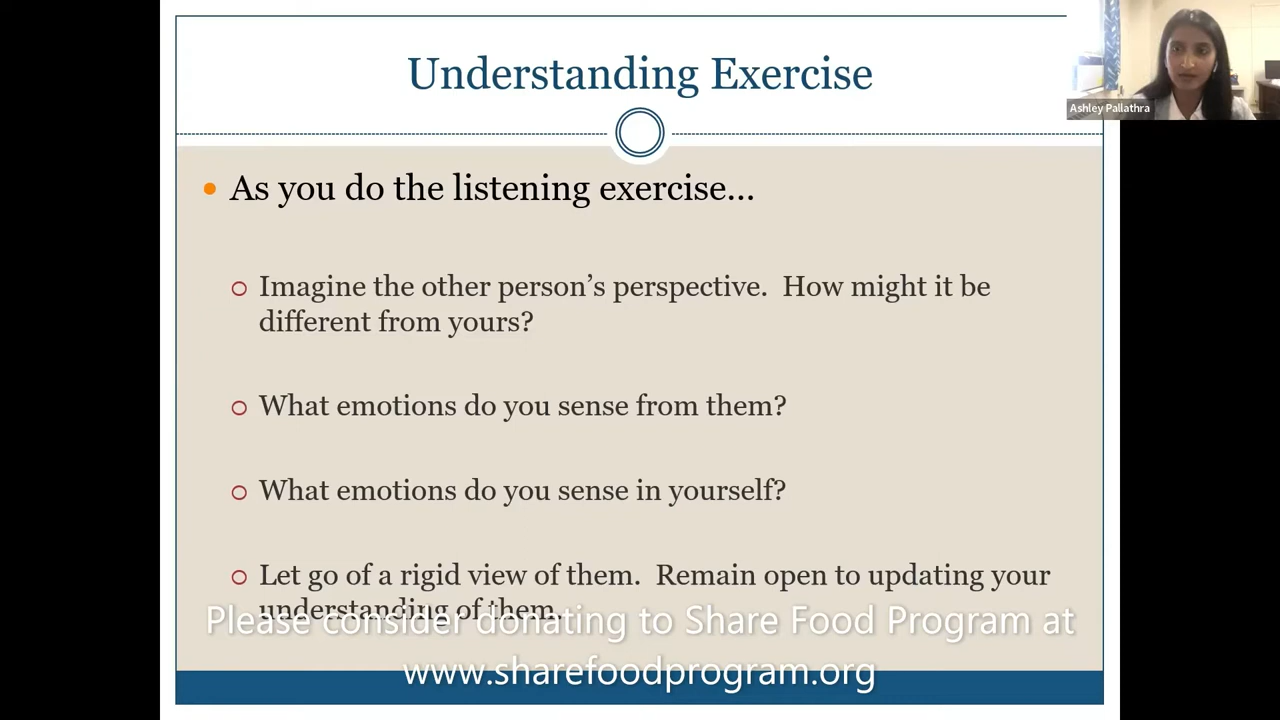 Understanding Exercise
Ashley Pallathra
As you do the listening exercise...
Imagine the other person’s perspective.  How might it be
different from yours?
What emotions do you sense from them?
What emotions do you sense in yourself?
Let go of a rigid view of them.  Remain open to updating your
understanding of them.
Please consider donating to Share Food Program at
www.sharefoodprogram.org